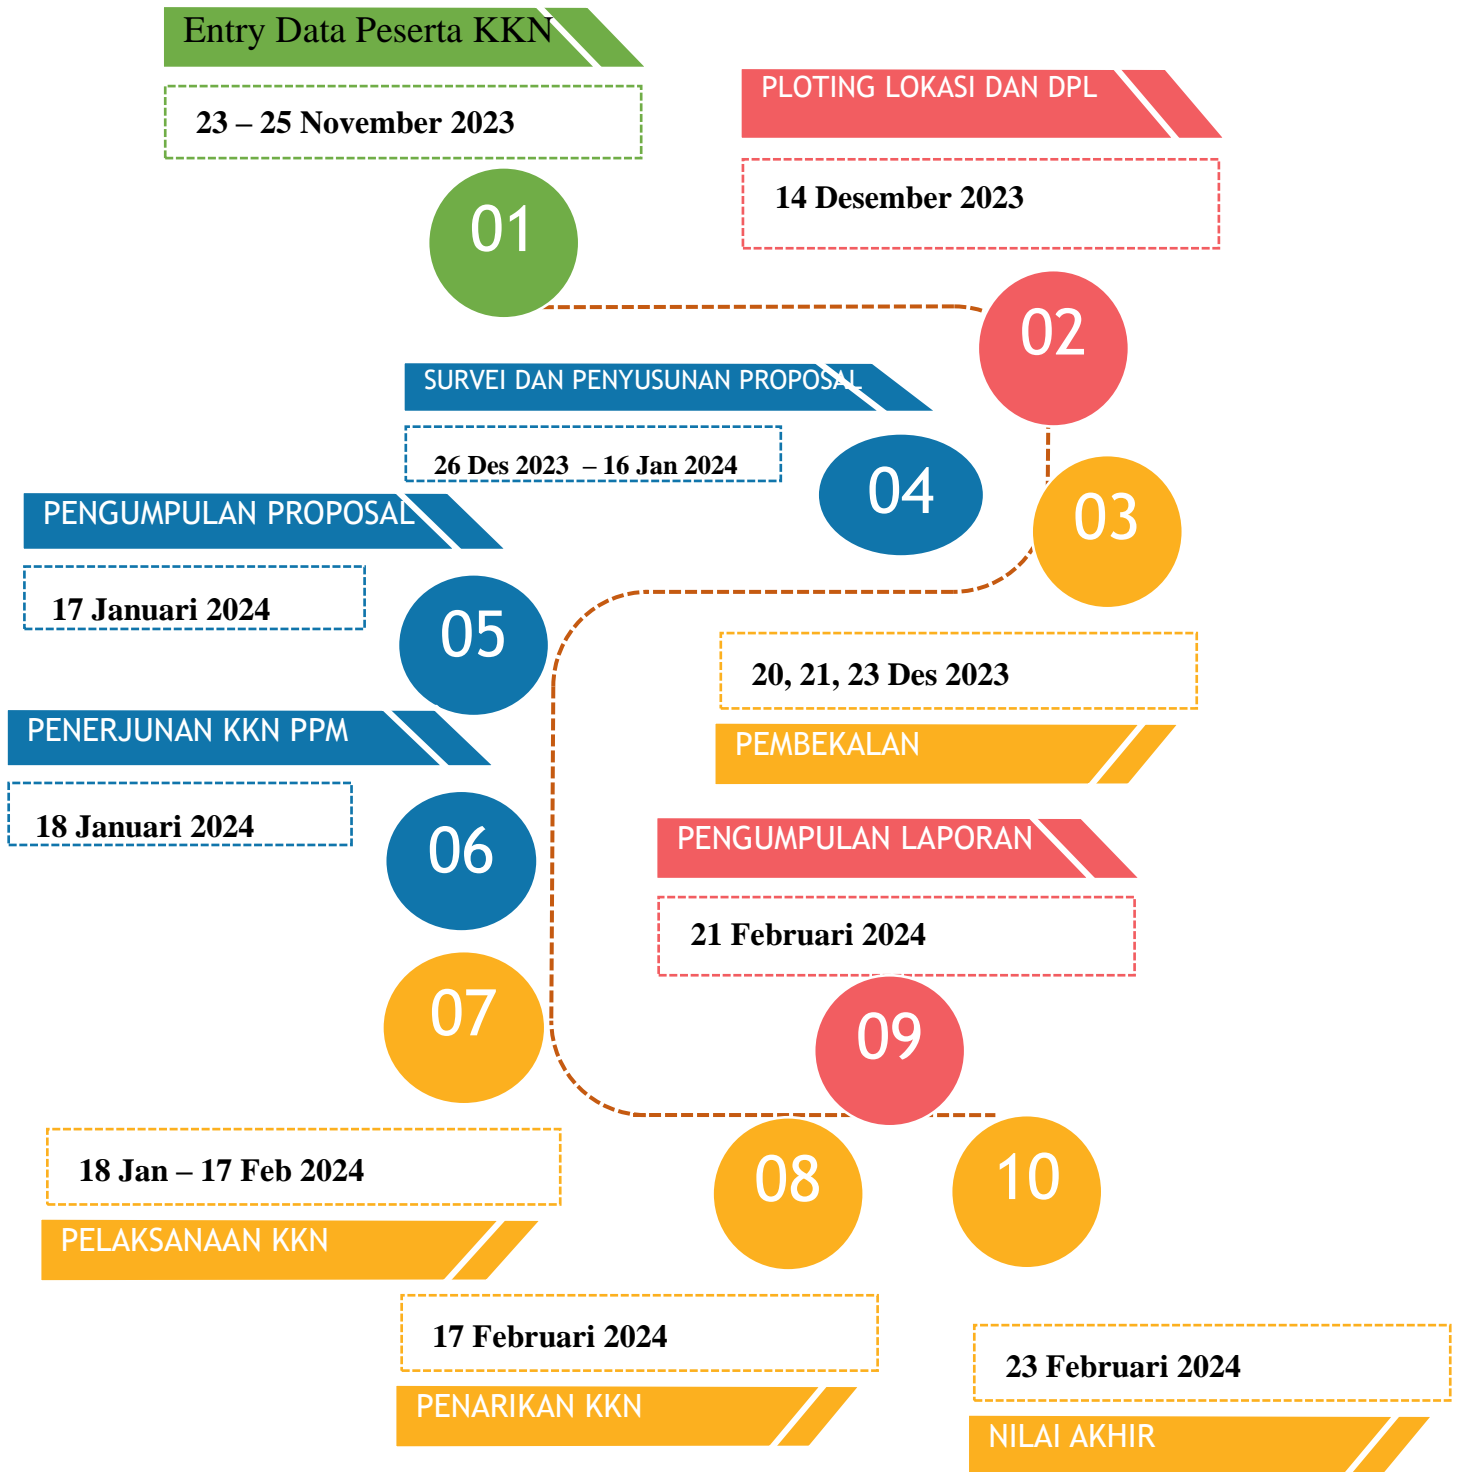 Entry Data Peserta KKN
23 – 25 November 2023
01
PLOTING LOKASI DAN DPL
14 Desember 2023
02
03
20, 21, 23 Des 2023
PEMBEKALAN
SURVEI DAN PENYUSUNAN PROPOSAL
26 Des 2023 – 16 Jan 2024
04
PENGUMPULAN PROPOSAL
17 Januari 2024
05
PENERJUNAN KKN PPM
18 Januari 2024
06
07
18 Jan – 17 Feb 2024
PELAKSANAAN KKN
08
17 Februari 2024
PENARIKAN KKN
PENGUMPULAN LAPORAN
21 Februari 2024
09
10
23 Februari 2024
NILAI AKHIR